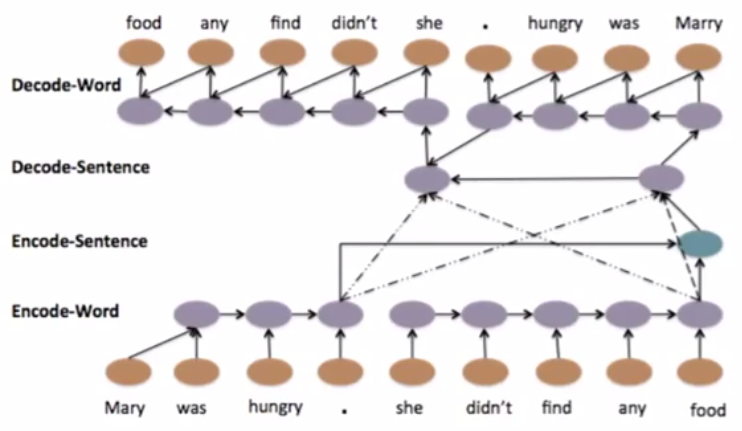 food any find didn't she . hungry was Marry
Decode-Word
Decode-Sentence
Encode-Sentence
Encode-Word
Mary was hungry . she didn't find any food